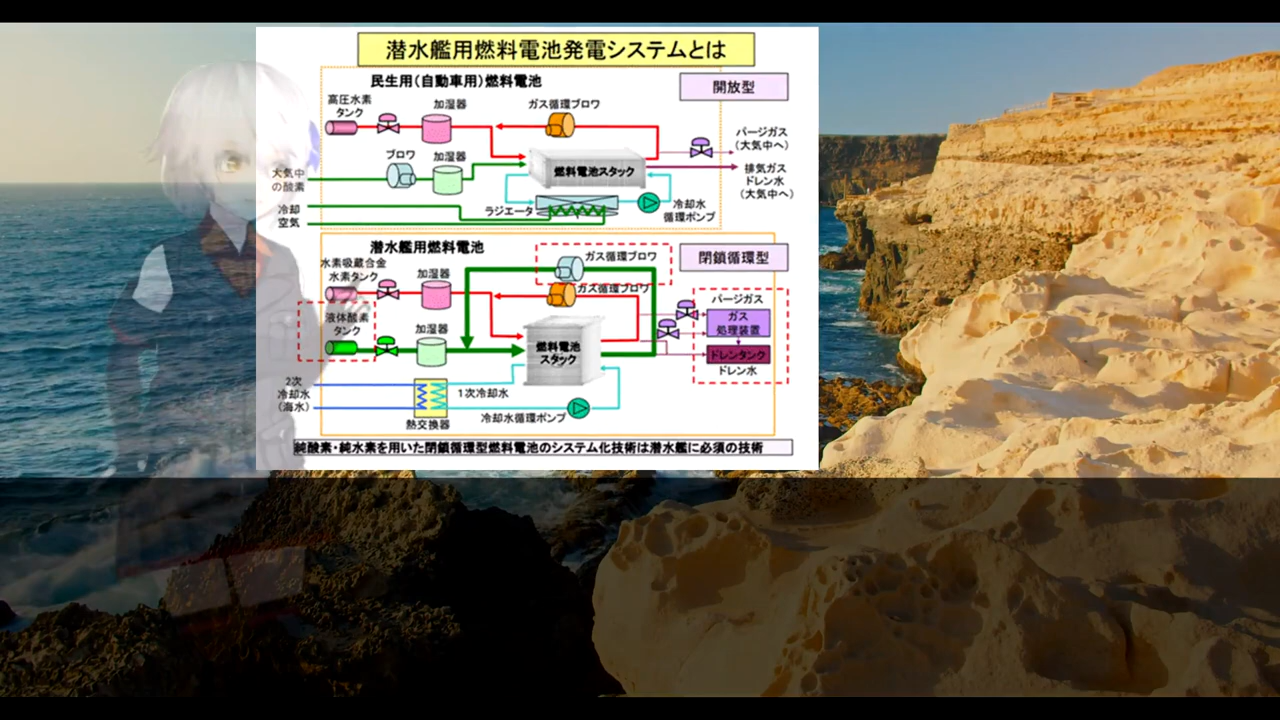 潜水艦用燃料電池発電システムとは
民生用(自動車用)燃料電池
開放型
高圧水素
タンク
加湿器
ガス循環ブロワ
パージガス
(大気中へ)
ブロワ
加湿器
燃料電池スタック
排気ガス
ドレン水
(大気中へ)
大気中
の酸素
冷却
空気
ラジエータ
冷却水
循環ポンプ
潜水艦用燃料電池
閉鎖循環型
ガス循環ブロワ
水素吸蔵合金
水素タンク
加湿器
ガス循環ブロワ
パージガス
液体酸素
タンク
加湿器
燃料電池
スタック
ガス
処理装置
ドレンタンク
ドレン水
2次
冷却水
(海水)
1次冷却水
冷却水循環ポンプ
熱交換器
純酸素・純水素を用いた閉鎖循環型燃料電池のシステム化技術は潜水艦に必須の技術